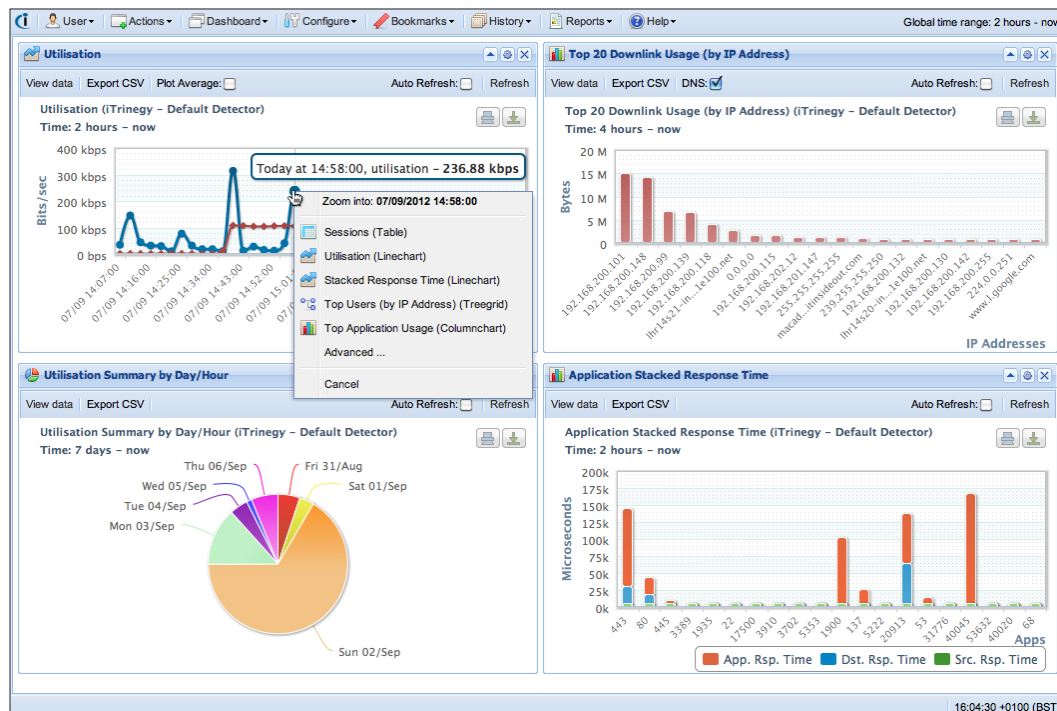 User Actions Dashboard Configure Bookmarks History Reports Help Global time range: 2 hours - now
Utilisation
View data Export CSV Plot Average: Auto Refresh: Refresh
Utilisation (iTrinegy - Default Detector)
Time: 2 hours - now
Today at 14:58:00, utilisation - 236.88 kbps
400 kbps
300 kbps
200 kbps
100 kbps
0 bps
Bits/sec
07/09 14:07:00
07/09 14:16:00
07/09 14:25:00
07/09 14:34:00
07/09 14:43:00
07/09 14:52:00
07/09 15:01:
Zoom into: 07/09/2012 14:58:00
Sessions (Table)
Utilisation (Linechart)
Stacked Response Time (Linechart)
Top Users (by IP Address) (Treegrid)
Top Application Usage (Columnchart)
Advanced ...
Cancel
Top 20 Downlink Usage (by IP Address)
View data Export CSV DNS: Auto Refresh: Refresh
Top 20 Downlink Usage (by IP Address) (iTrinegy - Default Detector)
Time: 4 hours - now
20 M
15 M
10 M
5 M
0
Bytes
192.168.200.101
192.168.200.148
192.168.200.99
192.168.200.139
192.168.200.118
lhr14s21-in...1e100.net
0.0.0.0
192.168.200.115
192.168.202.12
192.168.201.147
255.255.255.255
macad...itinsideout.com
239.255.255.250
192.168.200.132
lhr14s20-in...1e100.net
192.168.200.130
192.168.200.142
192.168.200.255
224.0.0.251
www.l.google.com
IP Addresses
Utilisation Summary by Day/Hour
View data Export CSV Auto Refresh: Refresh
Utilisation Summary by Day/Hour (iTrinegy - Default Detector)
Time: 7 days - now
Thu 06/Sep
Fri 31/Aug
Wed 05/Sep
Sat 01/Sep
Tue 04/Sep
Mon 03/Sep
Sun 02/Sep
Application Stacked Response Time
View data Export CSV Auto Refresh: Refresh
Application Stacked Response Time (iTrinegy - Default Detector)
Time: 2 hours - now
200k
175k
150k
125k
100k
75k
50k
25k
0k
Microseconds
443
80
445
3389
1935
22
17500
3910
3702
5353
1900
137
5222
20913
53
31776
40045
53632
40020
68
Apps
App. Rsp. Time Dst. Rsp. Time Src. Rsp. Time
16:04:30 +0100 (BST